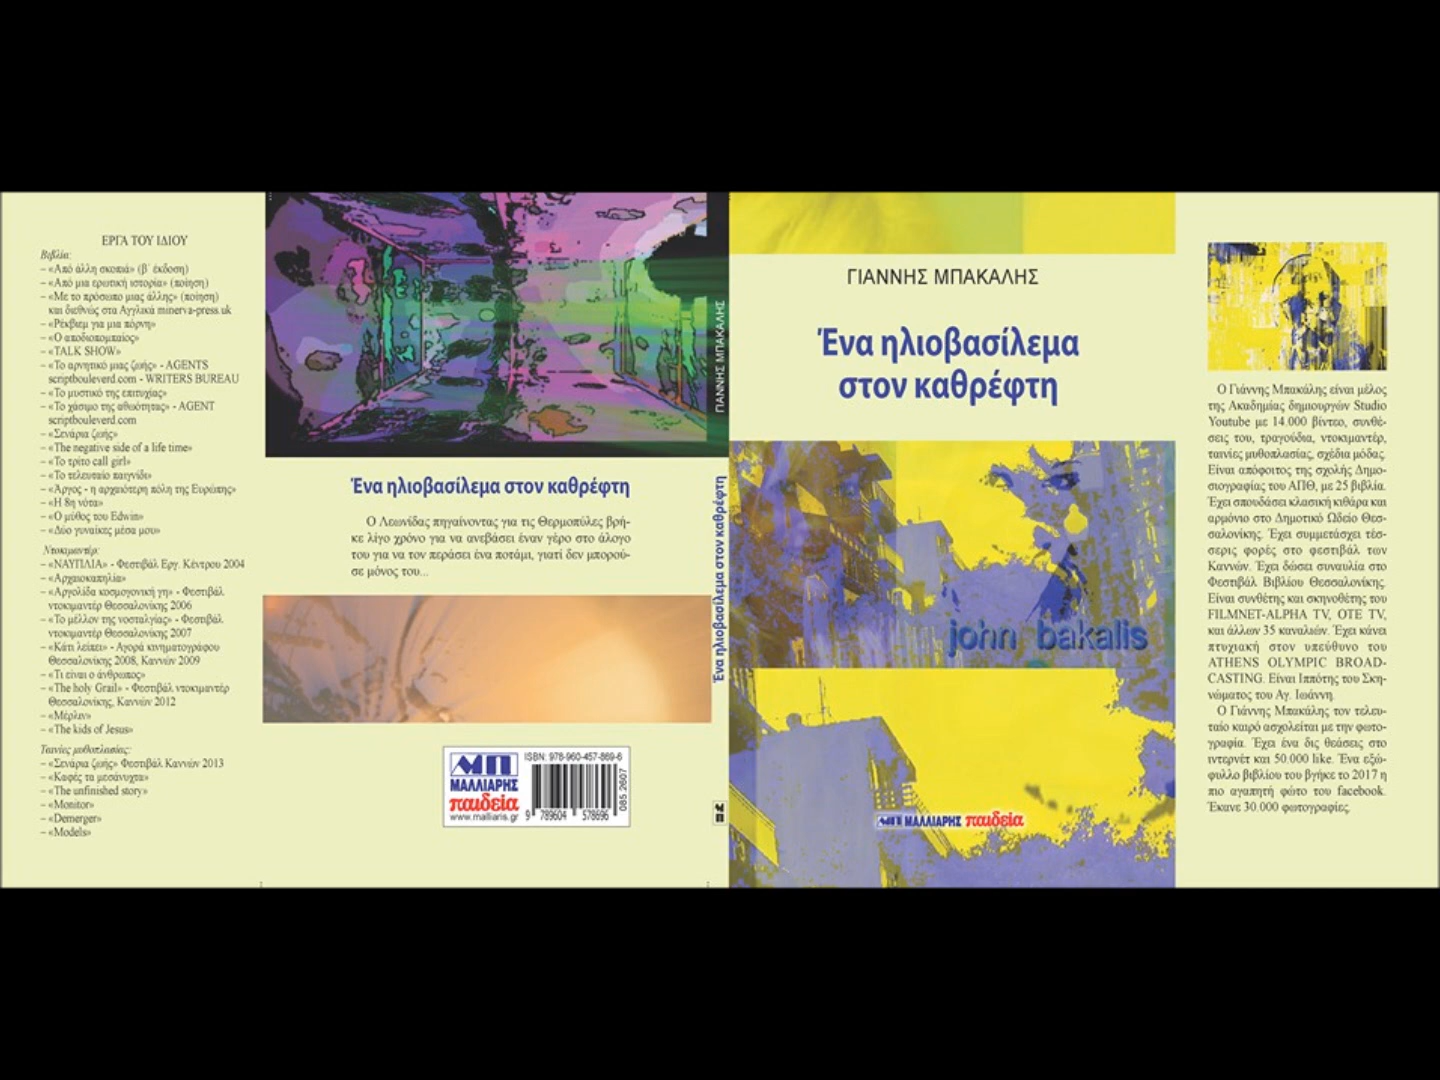 ΕΡΓΑ ΤΟΥ ΙΔΙΟΥ
Βιβλία:
– «Από άλλη σκοπιά» (β΄ έκδοση)
– «Από μια ερωτική ιστορία» (ποίηση)
– «Με το πρόσωπο μιας άλλης» (ποίηση)
και διεθνώς στα Αγγλικά minerva-press.uk
– «Ρέκβιεμ για μια πόρνη»
– «Ο αποδιοπομπαίος»
– «TALK SHOW»
– «Το αρνητικό μιας ζωής» - AGENTS
scriptbouleverd.com - WRITERS BUREAU
– «Το μυστικό της επιτυχίας»
– «Το χάσιμο της αθωότητας» - AGENT
scriptbouleverd.com
– «Σενάρια ζωής»
– «The negative side of a life time»
– «Το τρίτο call girl»
– «Το τελευταίο παιγνίδι»
– «Άργος - η αρχαιότερη πόλη της Ευρώπης»
– «Η 8η νότα»
– «Ο μύθος του Edwin»
– «Δύο γυναίκες μέσα μου»
Ντοκιμαντέρ:
– «ΝΑΥΠΛΙΑ» - Φεστιβάλ Εργ. Κέντρου 2004
– «Αρχαιοκαπηλία»
– «Αργολίδα κοσμογονική γη» - Φεστιβάλ
ντοκιμαντέρ Θεσσαλονίκης 2006
– «Το μέλλον της νοσταλγίας» - Φεστιβάλ
ντοκιμαντέρ Θεσσαλονίκης 2007
– «Κάτι λείπει» - Αγορά κινηματογράφου
Θεσσαλονίκης 2008, Καννών 2009
– «Τι είναι ο άνθρωπος»
– «The holy Grail» - Φεστιβάλ ντοκιμαντέρ
Θεσσαλονίκης, Καννών 2012
– «Μέρλιν»
– «The kids of Jesus»
Ταινίες μυθοπλασίας:
– «Σενάρια ζωής» Φεστιβάλ Καννών 2013
– «Καφές τα μεσάνυχτα»
– «The unfinished story»
– «Monitor»
– «Demerger»
– «Models»
Ένα ηλιοβασίλεμα στον καθρέφτη
Ο Λεωνίδας πηγαίνοντας για τις Θερμοπύλες βρή-
κε λίγο χρόνο για να ανεβάσει έναν γέρο στο άλογο
του για να τον περάσει ένα ποτάμι, γιατί δεν μπορού-
σε μόνος του...
ΜΠ
ΜΑΛΛΙΑΡΗΣ
παιδεία
www.malliaris.gr
ISBN: 978-960-457-869-6
9 789604 578696
085.2607
ΓΙΑΝΝΗΣ ΜΠΑΚΑΛΗΣ
Ένα ηλιοβασίλεμα στον καθρέφτη
ΜΠ
ΓΙΑΝΝΗΣ ΜΠΑΚΑΛΗΣ
Ένα ηλιοβασίλεμα
στον καθρέφτη
john bakalis
ΜΠ ΜΑΛΛΙΑΡΗΣ παιδεία
Ο Γιάννης Μπακάλης είναι μέλος
της Ακαδημίας δημιουργών Studio
Youtube με 14.000 βίντεο, συνθέ-
σεις του, τραγούδια, ντοκιμαντέρ,
ταινίες μυθοπλασίας, σχέδια μόδας.
Είναι απόφοιτος της σχολής Δημο-
σιογραφίας του ΑΠΘ, με 25 βιβλία.
Έχει σπουδάσει κλασική κιθάρα και
αρμόνιο στο Δημοτικό Ωδείο Θεσ-
σαλονίκης. Έχει συμμετάσχει τέσ-
σερις φορές στο φεστιβάλ των
Καννών. Έχει δώσει συναυλία στο
Φεστιβάλ Βιβλίου Θεσσαλονίκης.
Είναι συνθέτης και σκηνοθέτης του
FILMNET-ALPHA TV, OTE TV,
και άλλων 35 καναλιών. Έχει κάνει
πτυχιακή στον υπεύθυνο του
ATHENS OLYMPIC BROAD-
CASTING. Είναι Ιππότης του Σκη-
νώματος του Αγ. Ιωάννη.
Ο Γιάννης Μπακάλης τον τελευ-
ταίο καιρό ασχολείται με την φωτο-
γραφία. Έχει ένα δις θεάσεις στο
ιντερνέτ και 50.000 like. Ένα εξώ-
φυλλο βιβλίου του βγήκε το 2017 η
πιο αγαπητή φώτο του facebook.
Έκανε 30.000 φωτογραφίες.